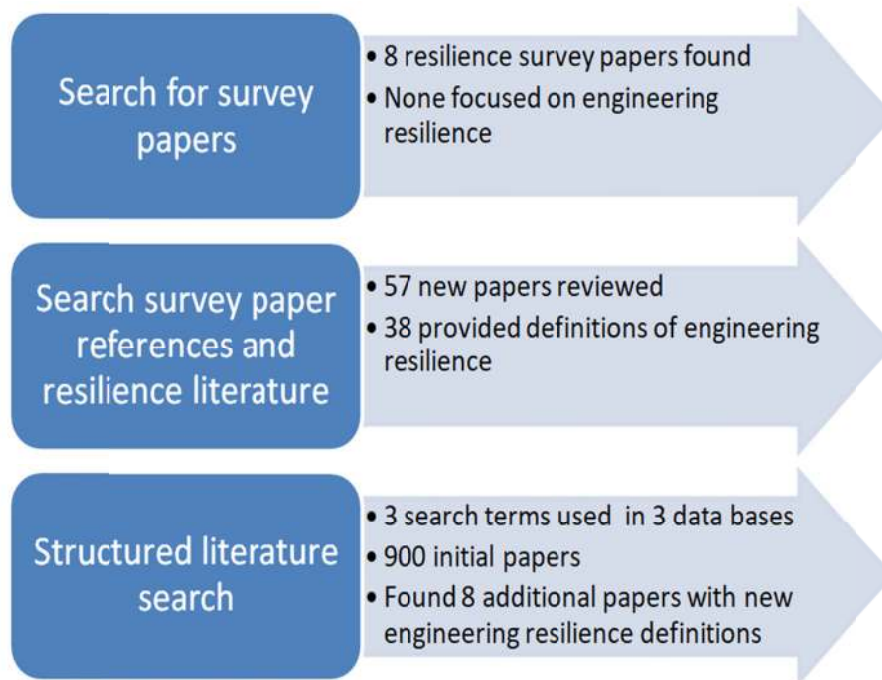 Search for survey
papers
• 8 resilience survey papers found
• None focused on engineering
resilience
Search survey paper
references and
resilience literature
• 57 new papers reviewed
• 38 provided definitions of engineering
resilience
Structured literature
search
• 3 search terms used in 3 data bases
• 900 initial papers
• Found 8 additional papers with new
engineering resilience definitions